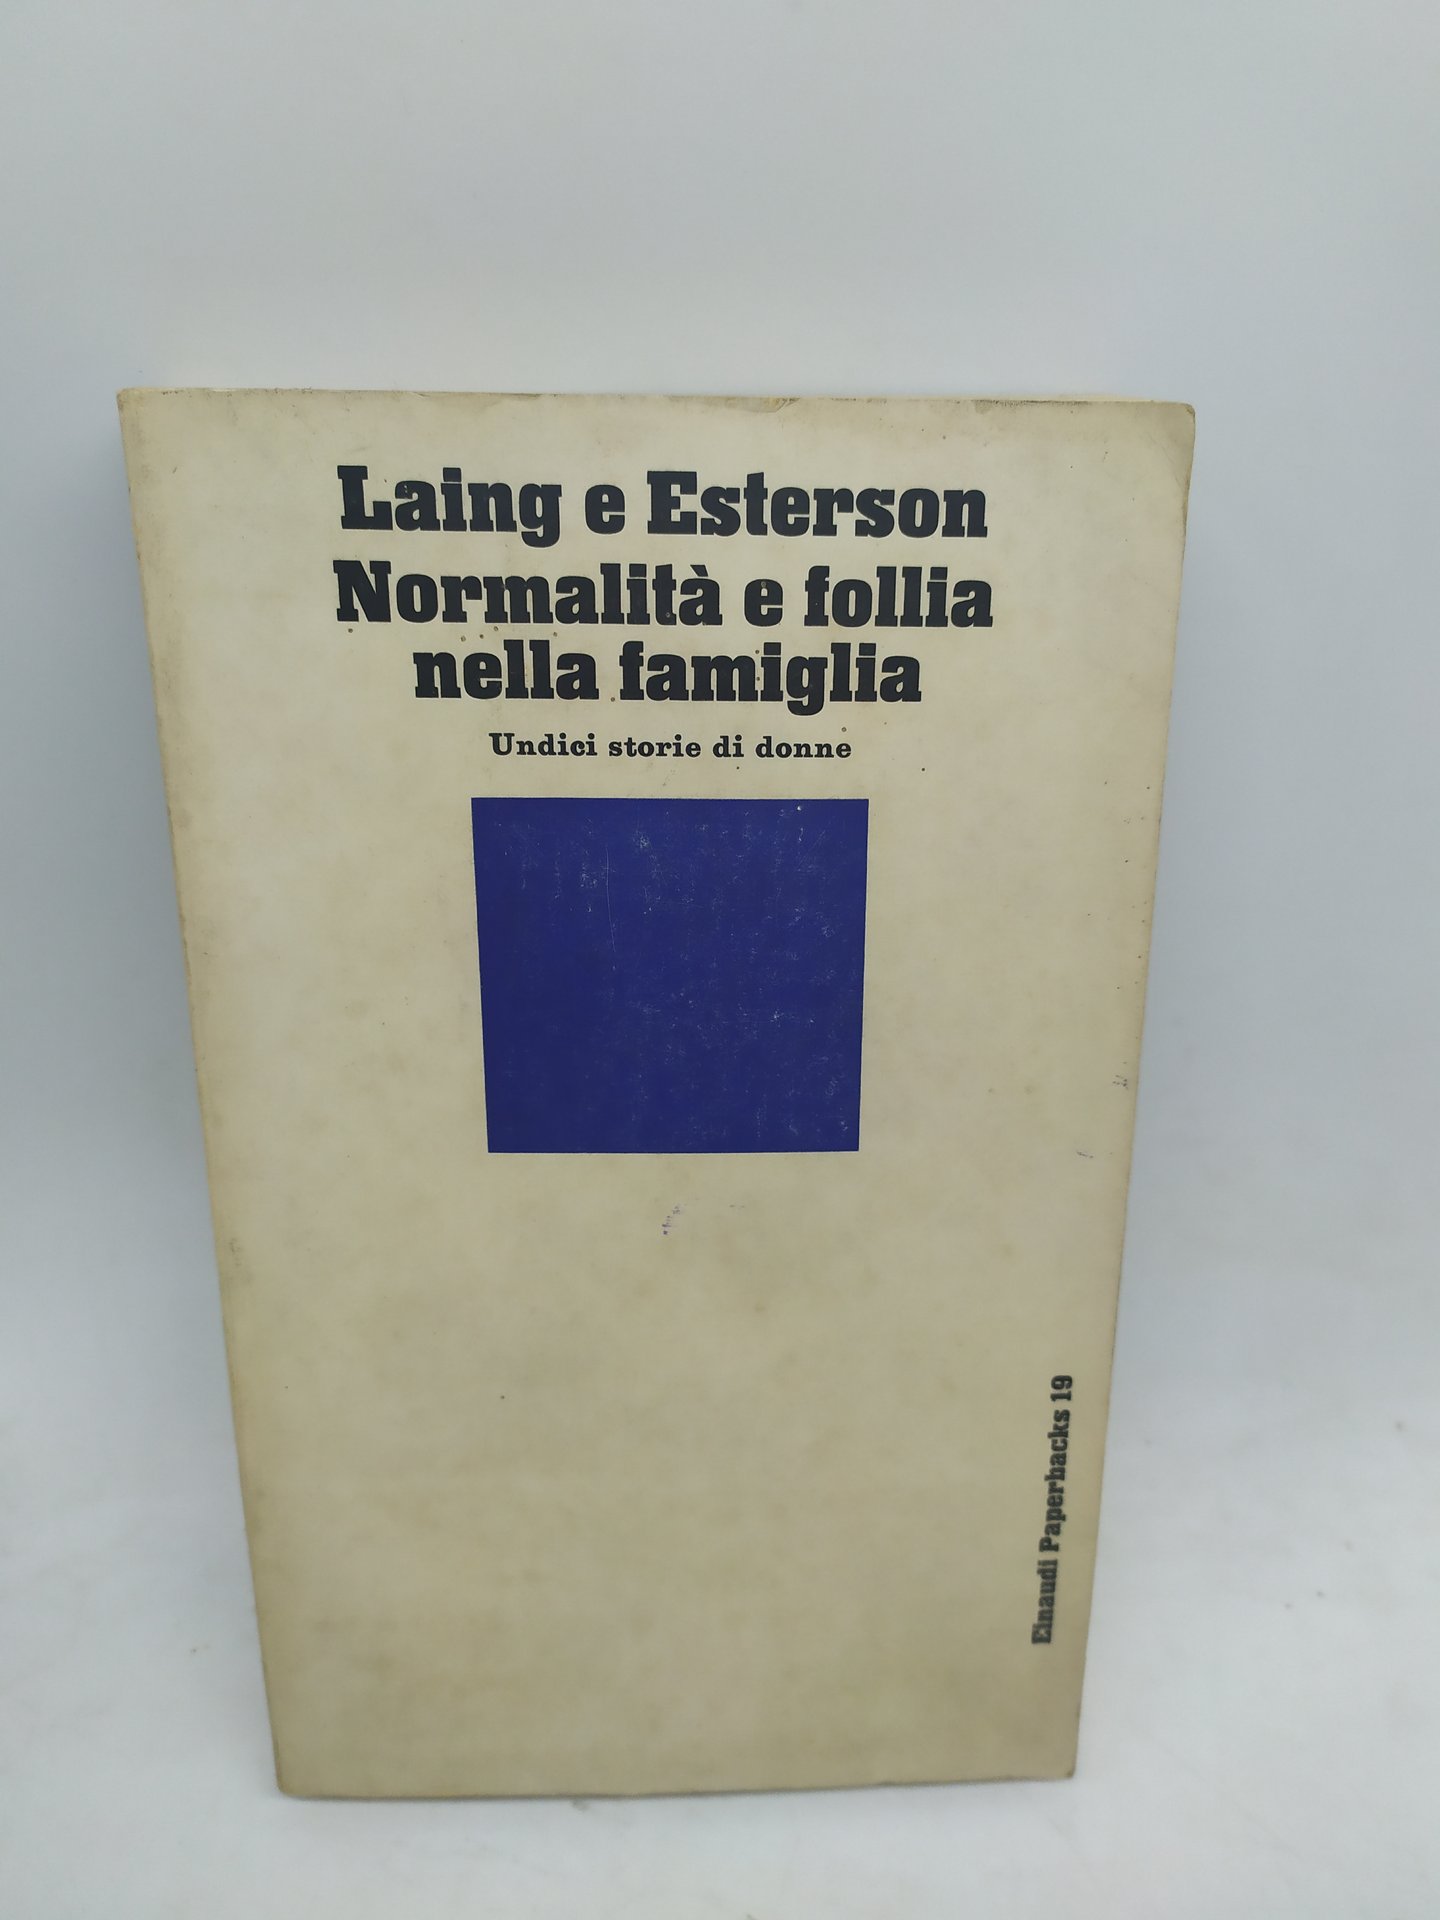 Laing e Esterson
Normalità e follia
nella famiglia
Undici storie di donne
Einaudi Paperbacks 19